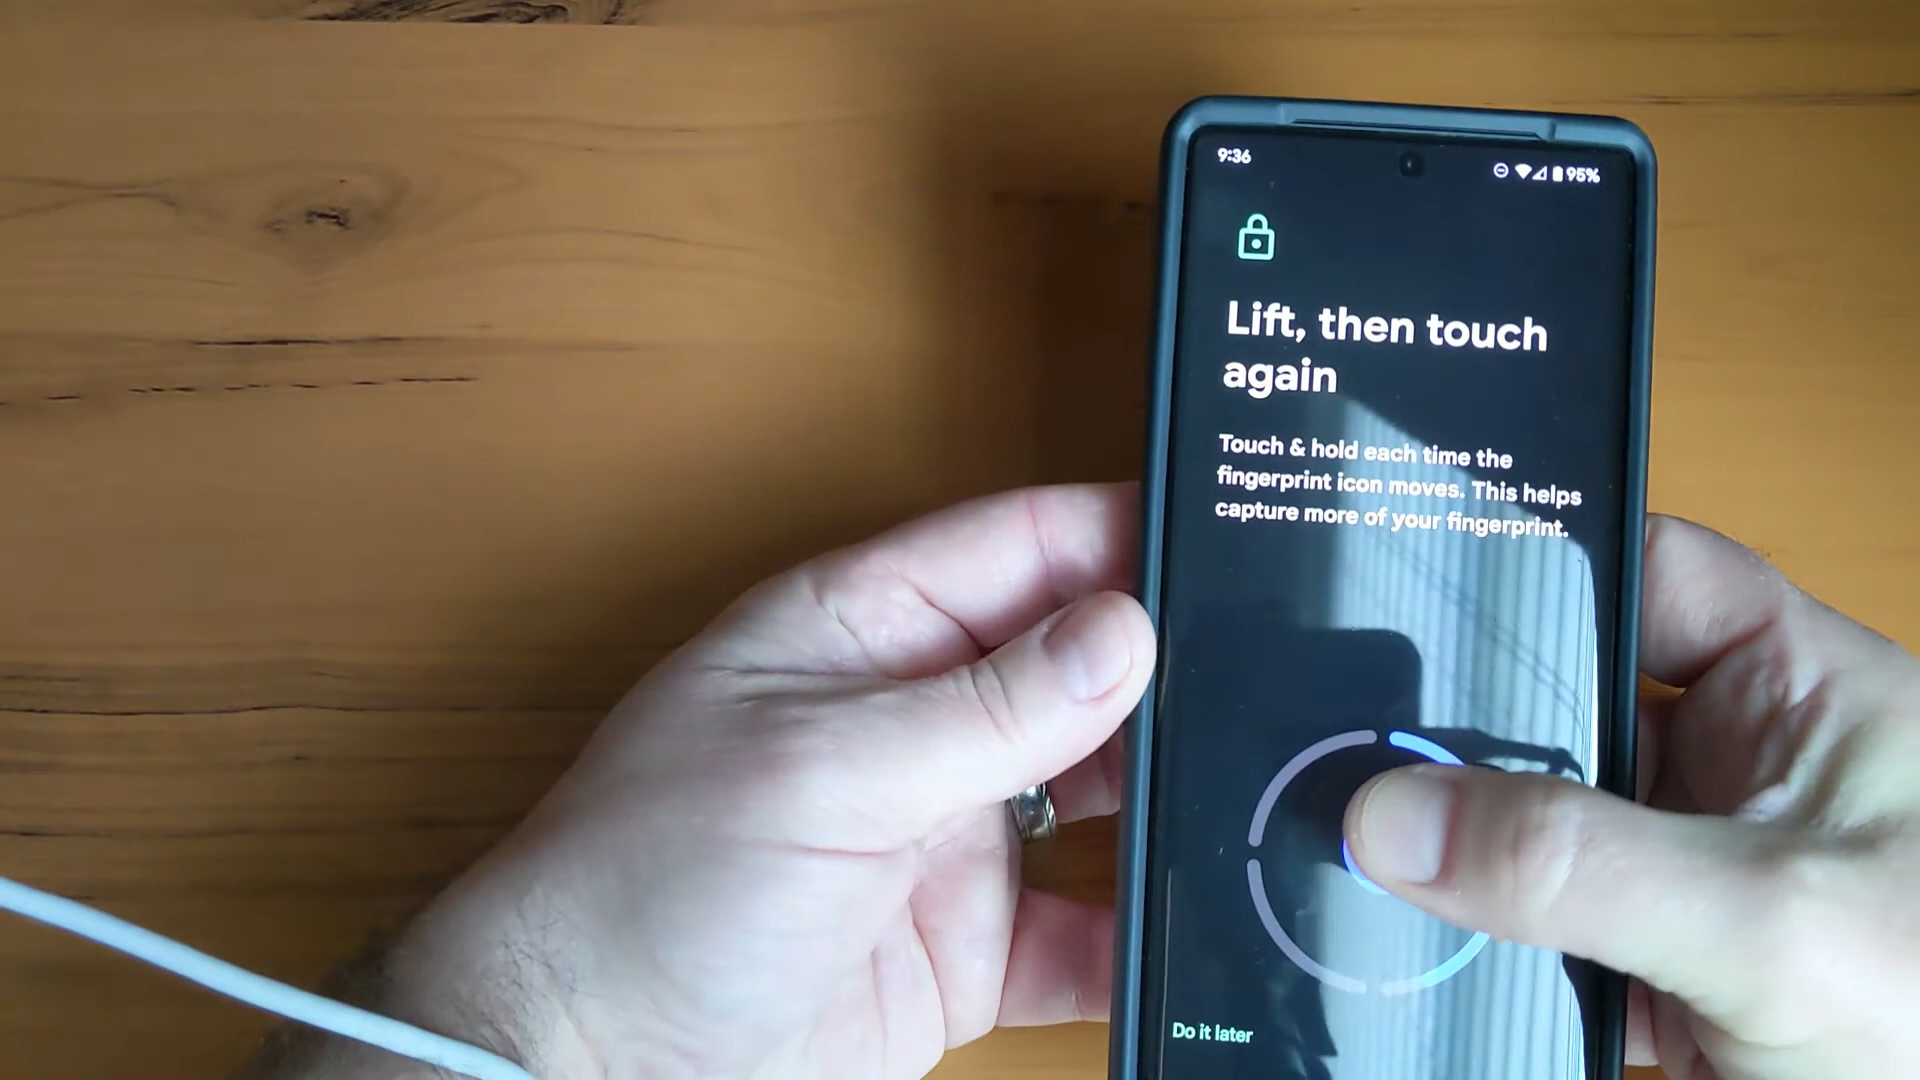 9:36
95%
Lift, then touch
again
Touch & hold each time the
fingerprint icon moves. This helps
capture more of your fingerprint.
Do it later